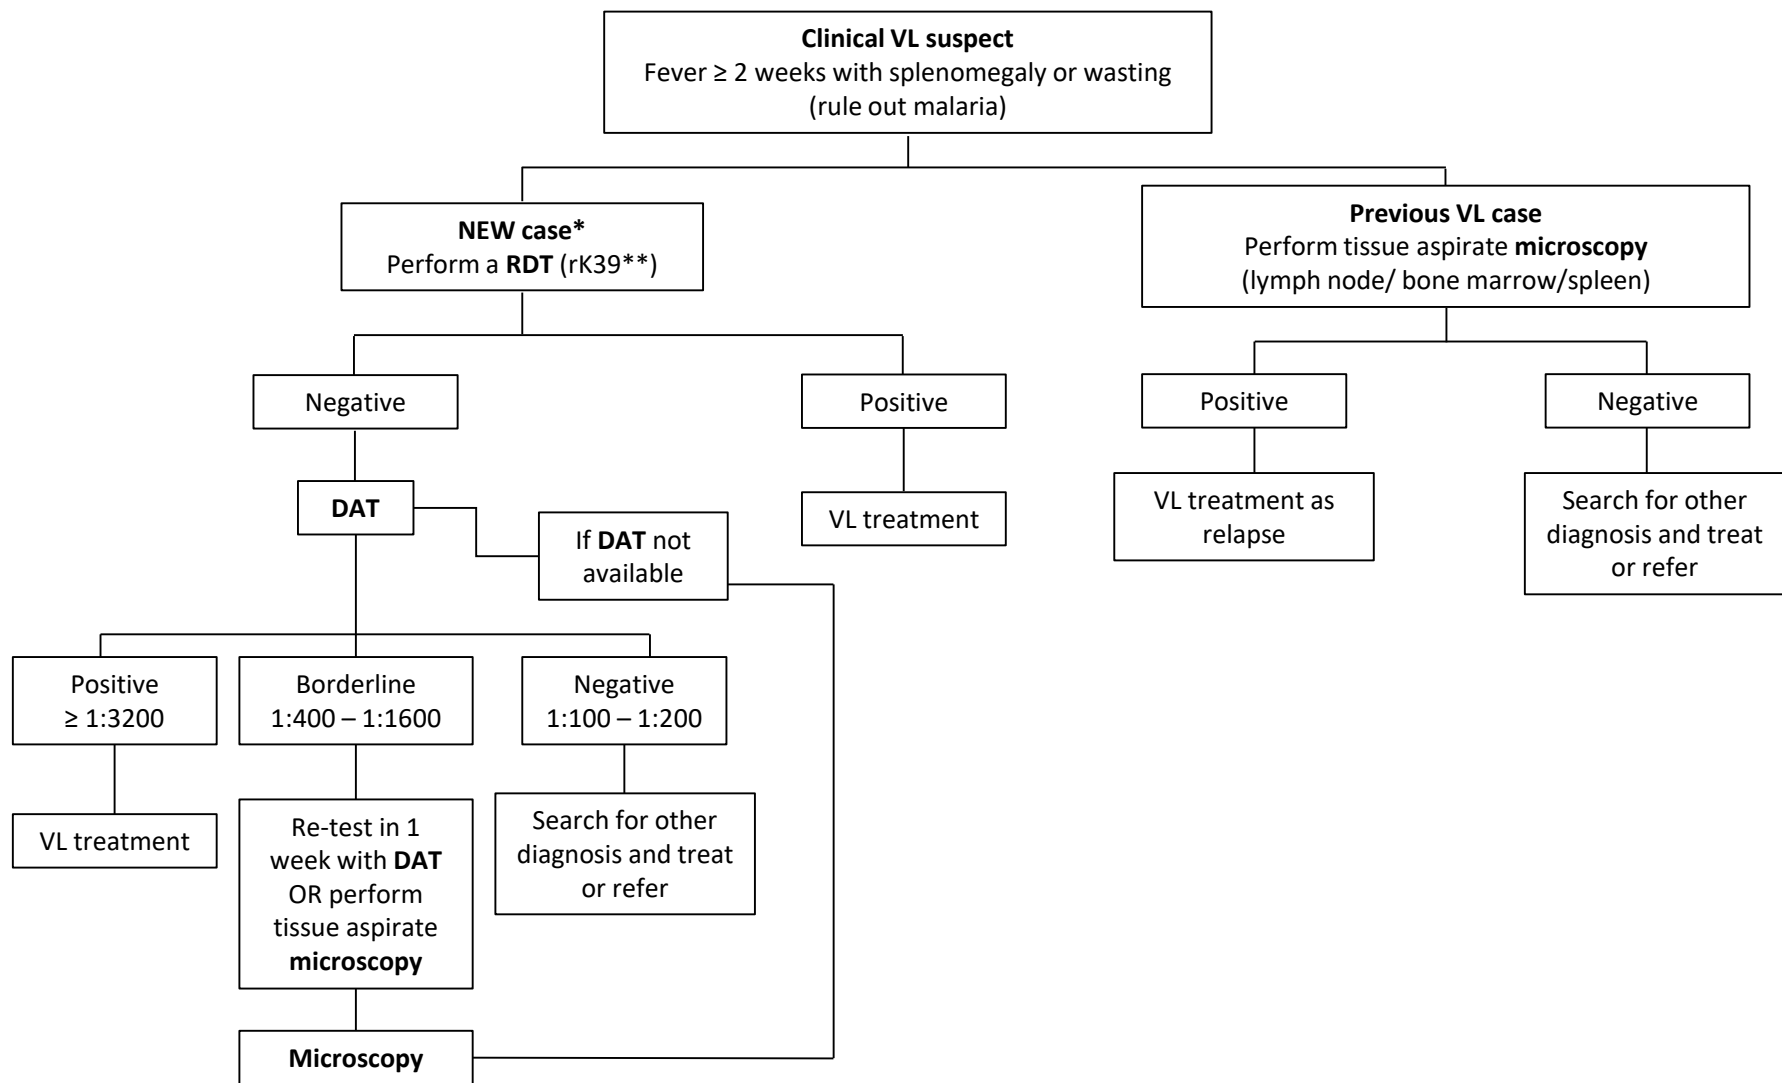 Clinical VL suspect
Fever ≥ 2 weeks with splenomegaly or wasting
(rule out malaria)
NEW case*
Perform a RDT (rK39**)
Previous VL case
Perform tissue aspirate microscopy
(lymph node/ bone marrow/spleen)
Negative
Positive
Positive
Negative
DAT
If DAT not
available
VL treatment
VL treatment as
relapse
Search for other
diagnosis and treat
or refer
Positive
≥ 1:3200
Borderline
1:400 – 1:1600
Negative
1:100 – 1:200
VL treatment
Re-test in 1
week with DAT
OR perform
tissue aspirate
microscopy
Search for other
diagnosis and treat
or refer
Microscopy